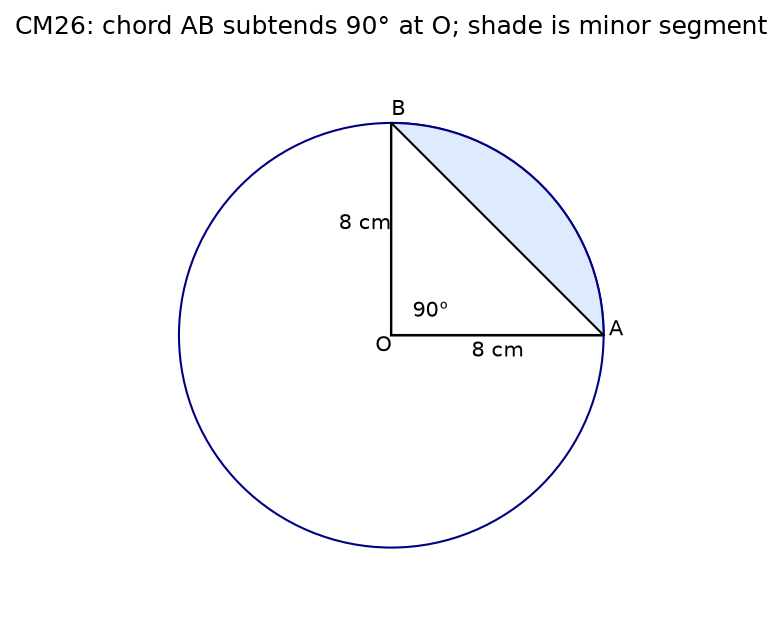 CM26: chord AB subtends 90° at O; shade is minor segment
B
8 cm
90°
A
O
8 cm